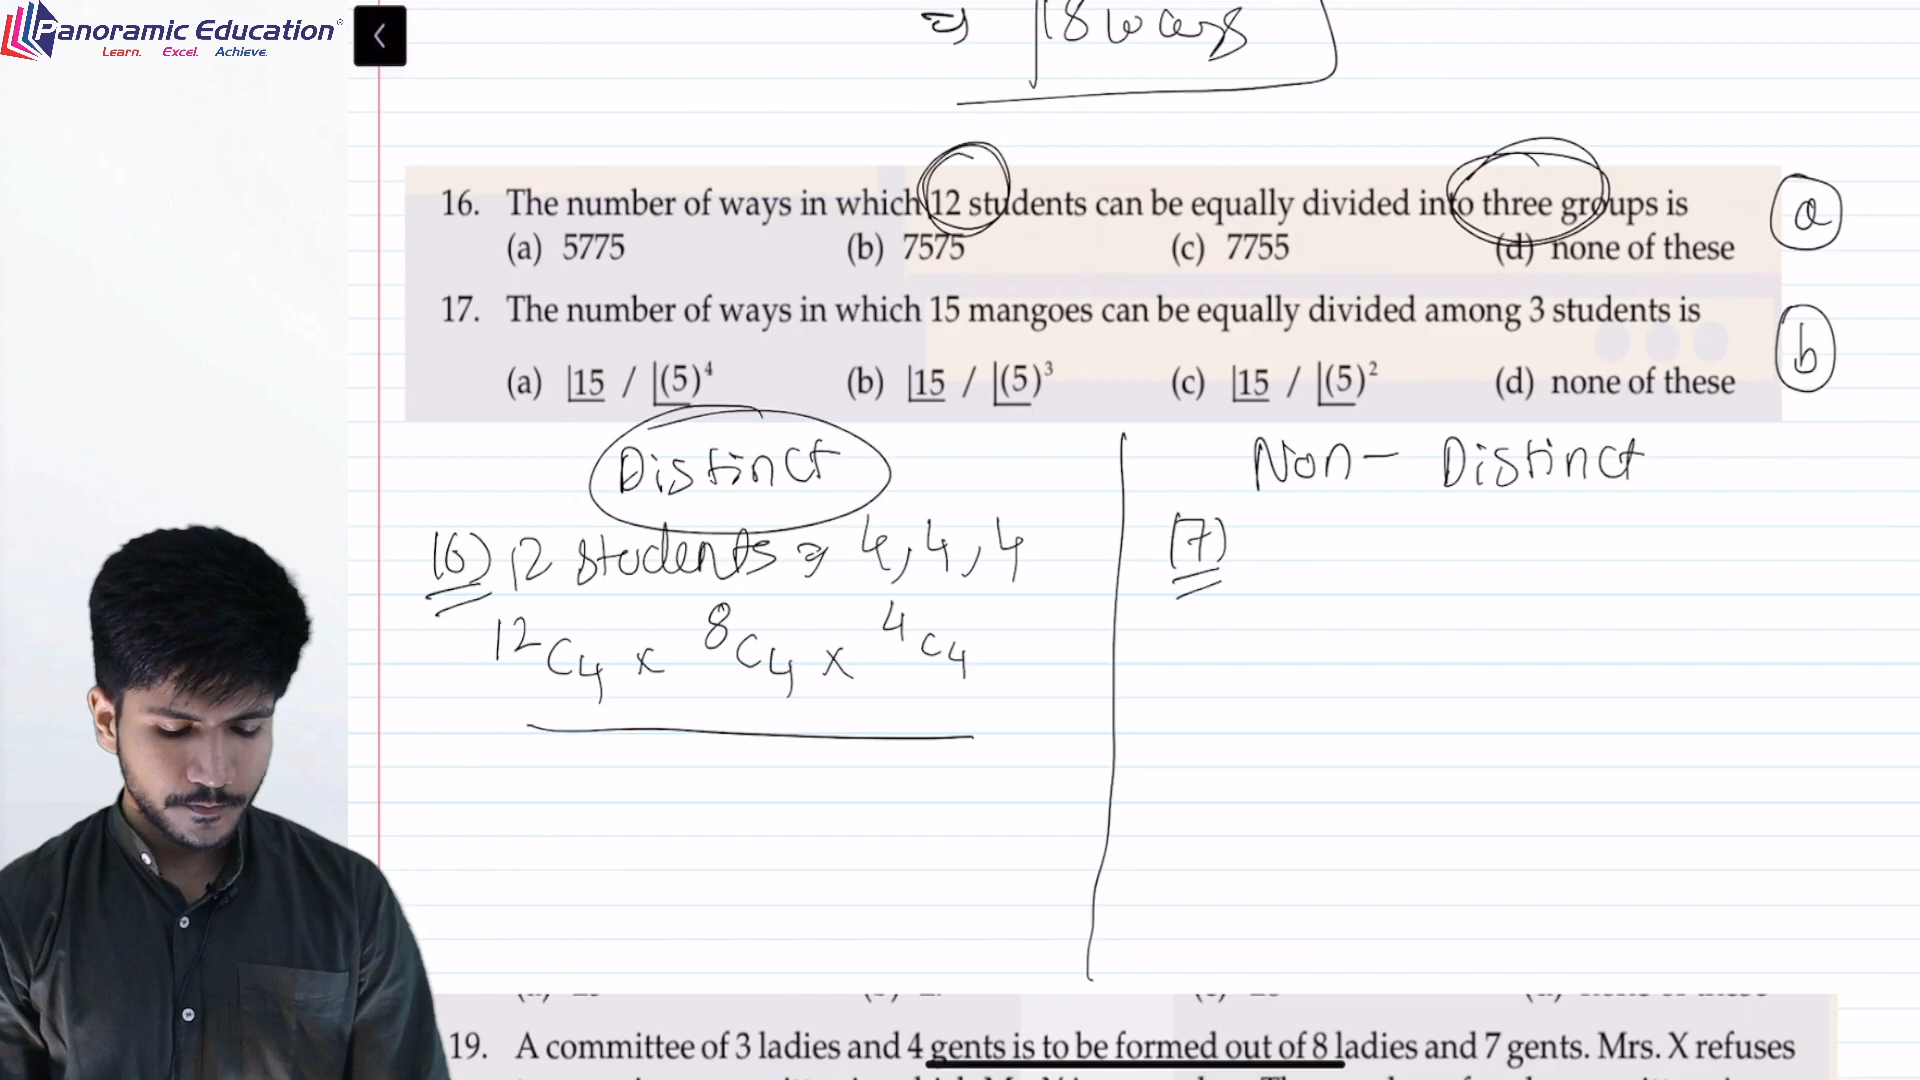 Panoramic Education®
Learn. Excel. Achieve.
⇒ 18 ways
16. The number of ways in which 12 students can be equally divided into three groups is
(a) 5775 (b) 7575 (c) 7755 (d) none of these
a
17. The number of ways in which 15 mangoes can be equally divided among 3 students is
(a) |15 / |(5)⁴ (b) |15 / |(5)³ (c) |15 / |(5)² (d) none of these
b
Distinct
Non- Distinct
16) 12 students ⇒ 4, 4, 4
17)
¹²C₄ x ⁸C₄ x ⁴C₄
19. A committee of 3 ladies and 4 gents is to be formed out of 8 ladies and 7 gents. Mrs. X refuses